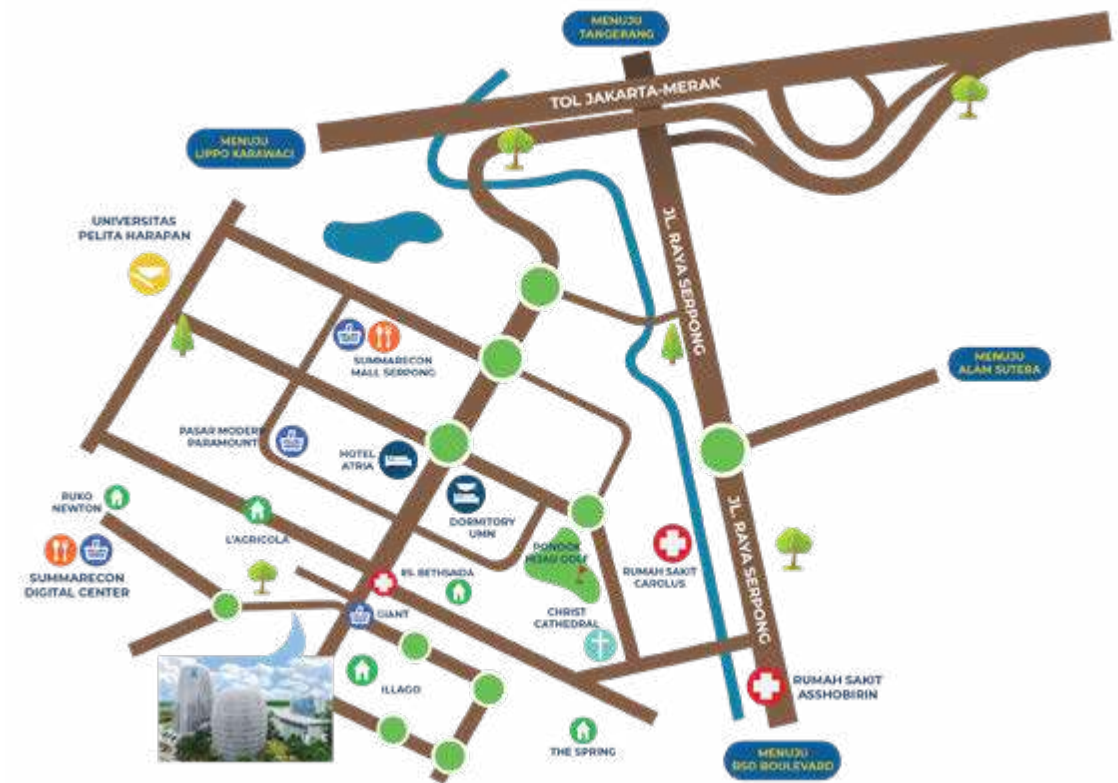 MENUJU
TANGERANG
TOL JAKARTA-MERAK
MENUJU
LIPPO KARAWACI
UNIVERSITAS
PELITA HARAPAN
JL. RAYA SERPONG
SUMMARECON
MALL SERPONG
MENUJU
ALAM SUTERA
PASAR MODERN
PARAMOUNT
HOTEL
ATRIA
RUKO
NEWTON
L'AGRICOLA
DORMITORY
UMN
JL. RAYA SERPONG
SUMMARECON
DIGITAL CENTER
PONDOK
HIJAU GOLF
RUMAH SAKIT
CAROLUS
RS. BETHSAIDA
GIANT
CHRIST
CATHEDRAL
ILLAGO
RUMAH SAKIT
ASSHOBIRIN
THE SPRING
MENUJU
BSD BOULEVARD